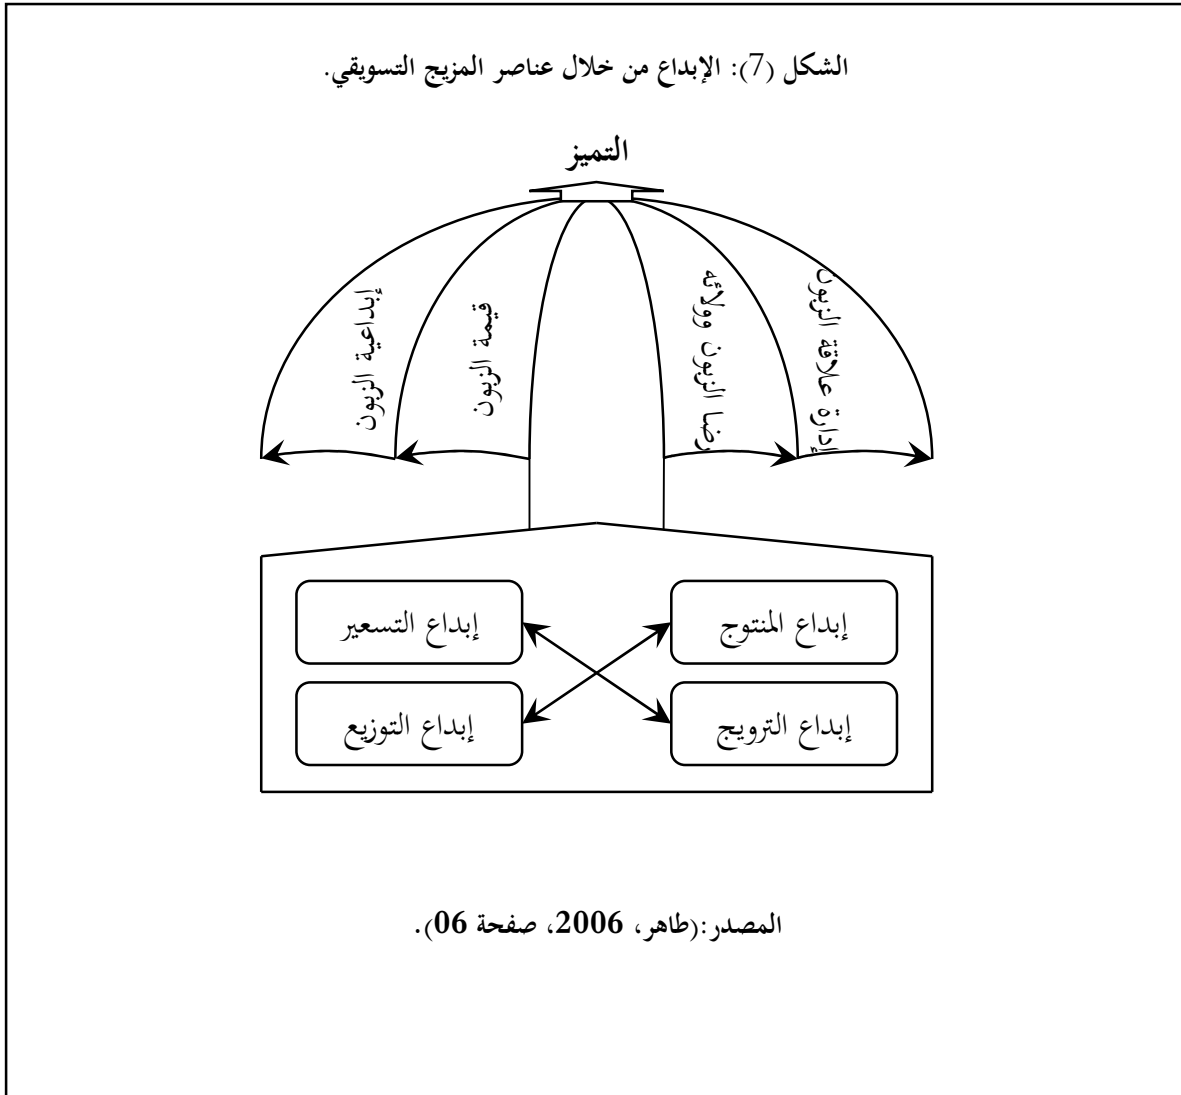 الشكل (7): الإبداع من خلال عناصر المزيج التسويقي.
التميز
إدارة علاقة الزبون
رضا الزبون وولائه
قيمة الزبون
إبداعية الزبون
إبداع المنتوج
إبداع التسعير
إبداع الترويج
إبداع التوزيع
المصدر:(طاهر، 2006، صفحة 06).